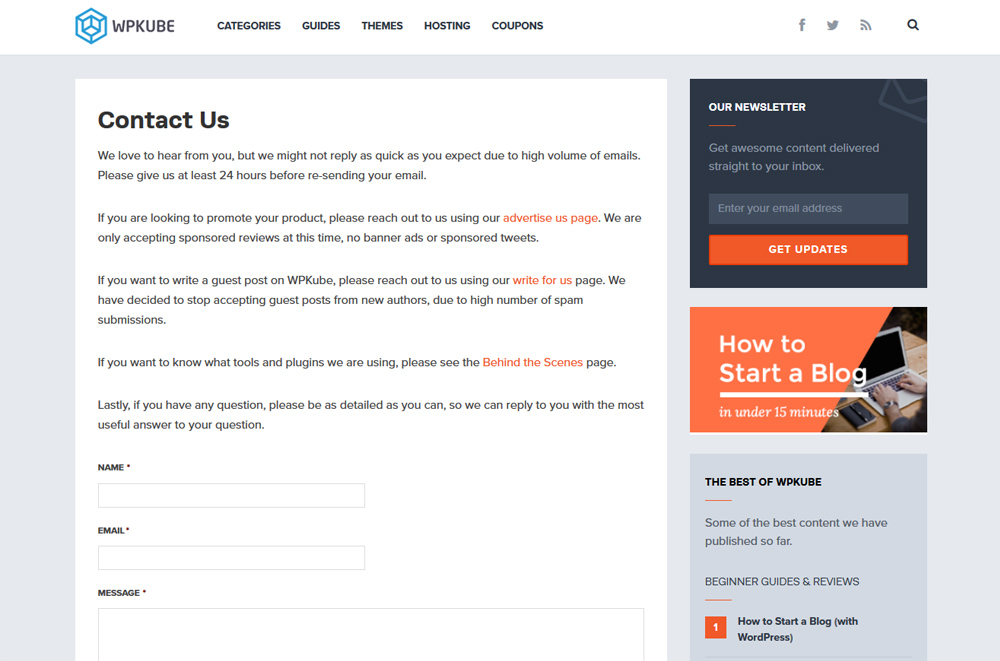 WPKUBE
CATEGORIES
GUIDES
THEMES
HOSTING
COUPONS
Contact Us
We love to hear from you, but we might not reply as quick as you expect due to high volume of emails.
Please give us at least 24 hours before re-sending your email.
If you are looking to promote your product, please reach out to us using our advertise us page. We are
only accepting sponsored reviews at this time, no banner ads or sponsored tweets.
If you want to write a guest post on WPKube, please reach out to us using our write for us page. We
have decided to stop accepting guest posts from new authors, due to high number of spam
submissions.
If you want to know what tools and plugins we are using, please see the Behind the Scenes page.
Lastly, if you have any question, please be as detailed as you can, so we can reply to you with the most
useful answer to your question.
NAME *
EMAIL *
MESSAGE *
OUR NEWSLETTER
Get awesome content delivered
straight to your inbox.
Enter your email address
GET UPDATES
How to
Start a Blog
in under 15 minutes
THE BEST OF WPKUBE
Some of the best content we have
published so far.
BEGINNER GUIDES & REVIEWS
1 How to Start a Blog (with
WordPress)